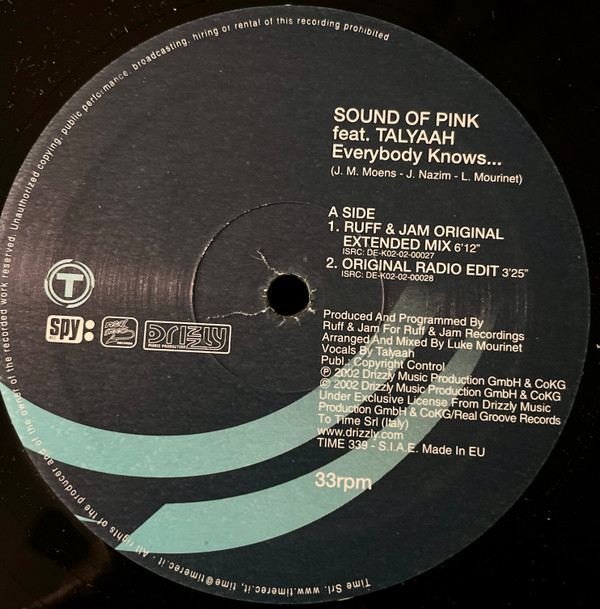 SOUND OF PINK
feat. TALYAAH
Everybody Knows...
(J. M. Moens - J. Nazim - L. Mourinet)
A SIDE
1. RUFF & JAM ORIGINAL
EXTENDED MIX 6'12"
ISRC: DE-K02-02-00027
2. ORIGINAL RADIO EDIT 3'25"
ISRC: DE-K02-02-00028
T
spy:
DRIZZLY
MUSIC PRODUCTION
Produced And Programmed By
Ruff & Jam For Ruff & Jam Recordings
Arranged And Mixed By Luke Mourinet
Vocals By Talyaah
Publ.: Copyright Control
℗ 2002 Drizzly Music Production GmbH & CoKG
© 2002 Drizzly Music Production GmbH & CoKG
Under Exclusive License From Drizzly Music
Production GmbH & CoKG/Real Groove Records
To Time Srl (Italy)
www.drizzly.com
TIME 339 - S.I.A.E. Made In EU
33rpm
Time Srl. www.timerec.it, time@timerec.it - All rights of the producer and of the owner of the recorded work reserved. Unauthorized copying, public performance, broadcasting, hiring or rental of this recording prohibited